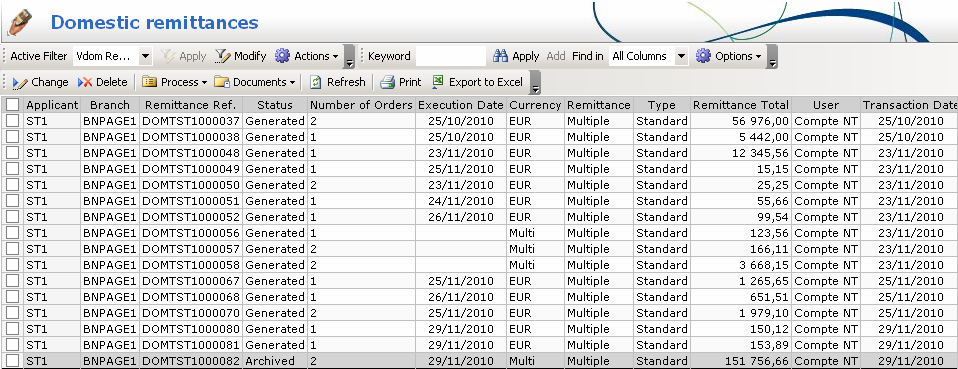 Domestic remittances
Active Filter Vdom Re... Apply Modify Actions Keyword Apply Add Find in All Columns Options
Change Delete Process Documents Refresh Print Export to Excel
Applicant Branch Remittance Ref. Status Number of Orders Execution Date Currency Remittance Type Remittance Total User Transaction Date
ST1 BNPAGE1 DOMTST1000037 Generated 2 25/10/2010 EUR Multiple Standard 56 976,00 Compte NT 25/10/2010
ST1 BNPAGE1 DOMTST1000038 Generated 1 25/10/2010 EUR Multiple Standard 5 442,00 Compte NT 25/10/2010
ST1 BNPAGE1 DOMTST1000048 Generated 1 23/11/2010 EUR Multiple Standard 12 345,56 Compte NT 23/11/2010
ST1 BNPAGE1 DOMTST1000049 Generated 1 25/11/2010 EUR Multiple Standard 15,15 Compte NT 23/11/2010
ST1 BNPAGE1 DOMTST1000050 Generated 2 23/11/2010 EUR Multiple Standard 25,25 Compte NT 23/11/2010
ST1 BNPAGE1 DOMTST1000051 Generated 1 24/11/2010 EUR Multiple Standard 55,66 Compte NT 23/11/2010
ST1 BNPAGE1 DOMTST1000052 Generated 1 26/11/2010 EUR Multiple Standard 99,54 Compte NT 23/11/2010
ST1 BNPAGE1 DOMTST1000056 Generated 1 Multi Multiple Standard 123,56 Compte NT 23/11/2010
ST1 BNPAGE1 DOMTST1000057 Generated 2 Multi Multiple Standard 166,11 Compte NT 23/11/2010
ST1 BNPAGE1 DOMTST1000058 Generated 2 Multi Multiple Standard 3 668,15 Compte NT 23/11/2010
ST1 BNPAGE1 DOMTST1000067 Generated 1 25/11/2010 EUR Multiple Standard 1 265,65 Compte NT 25/11/2010
ST1 BNPAGE1 DOMTST1000068 Generated 1 26/11/2010 EUR Multiple Standard 651,51 Compte NT 25/11/2010
ST1 BNPAGE1 DOMTST1000070 Generated 2 25/11/2010 EUR Multiple Standard 1 979,10 Compte NT 25/11/2010
ST1 BNPAGE1 DOMTST1000080 Generated 1 29/11/2010 EUR Multiple Standard 150,12 Compte NT 29/11/2010
ST1 BNPAGE1 DOMTST1000081 Generated 1 29/11/2010 EUR Multiple Standard 153,89 Compte NT 29/11/2010
ST1 BNPAGE1 DOMTST1000082 Archived 2 29/11/2010 Multi Multiple Standard 151 756,66 Compte NT 29/11/2010